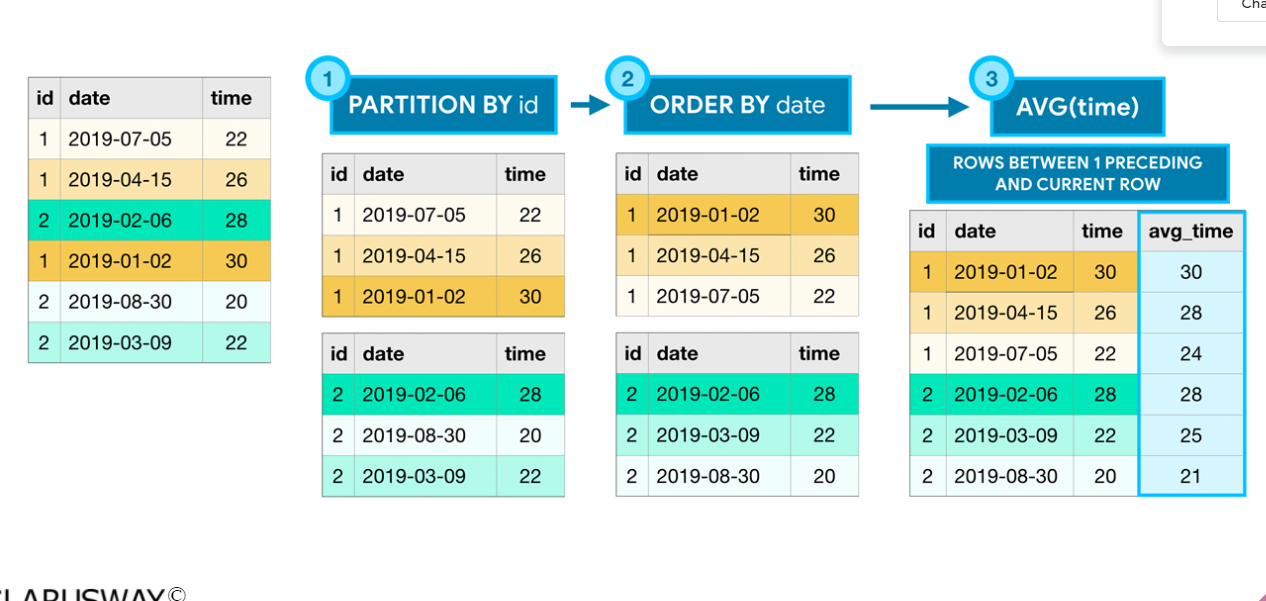 Cha
id date time
1 2019-07-05 22
1 2019-04-15 26
2 2019-02-06 28
1 2019-01-02 30
2 2019-08-30 20
2 2019-03-09 22
1
PARTITION BY id
id date time
1 2019-07-05 22
1 2019-04-15 26
1 2019-01-02 30
id date time
2 2019-02-06 28
2 2019-08-30 20
2 2019-03-09 22
2
ORDER BY date
id date time
1 2019-01-02 30
1 2019-04-15 26
1 2019-07-05 22
id date time
2 2019-02-06 28
2 2019-03-09 22
2 2019-08-30 20
3
AVG(time)
ROWS BETWEEN 1 PRECEDING
AND CURRENT ROW
id date time avg_time
1 2019-01-02 30 30
1 2019-04-15 26 28
1 2019-07-05 22 24
2 2019-02-06 28 28
2 2019-03-09 22 25
2 2019-08-30 20 21
CLARUSWAY©